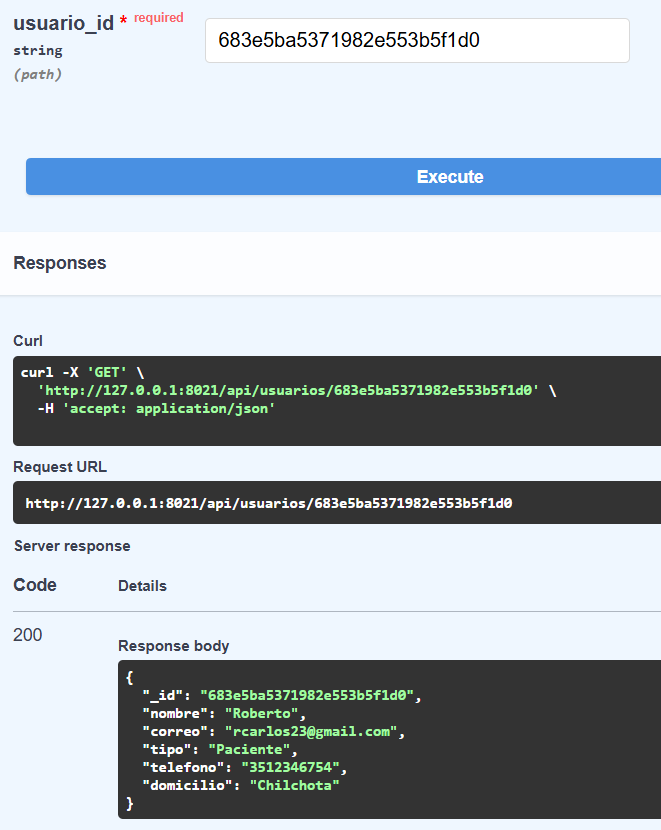 usuario_id * required
string
(path)
683e5ba5371982e553b5f1d0
Execute
Responses
Curl
curl -X 'GET' \
  'http://127.0.0.1:8021/api/usuarios/683e5ba5371982e553b5f1d0' \
  -H 'accept: application/json'
Request URL
http://127.0.0.1:8021/api/usuarios/683e5ba5371982e553b5f1d0
Server response
Code Details
200
Response body
{
  "_id": "683e5ba5371982e553b5f1d0",
  "nombre": "Roberto",
  "correo": "rcarlos23@gmail.com",
  "tipo": "Paciente",
  "telefono": "3512346754",
  "domicilio": "Chilchota"
}